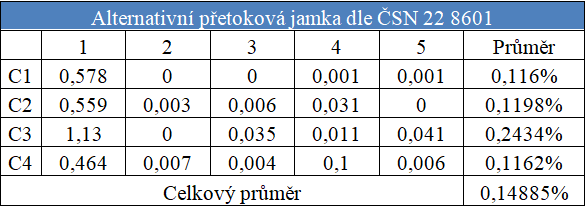 Alternativní přetoková jamka dle ČSN 22 8601
1 2 3 4 5 Průměr
C1 0,578 0 0 0,001 0,001 0,116%
C2 0,559 0,003 0,006 0,031 0 0,1198%
C3 1,13 0 0,035 0,011 0,041 0,2434%
C4 0,464 0,007 0,004 0,1 0,006 0,1162%
Celkový průměr 0,14885%